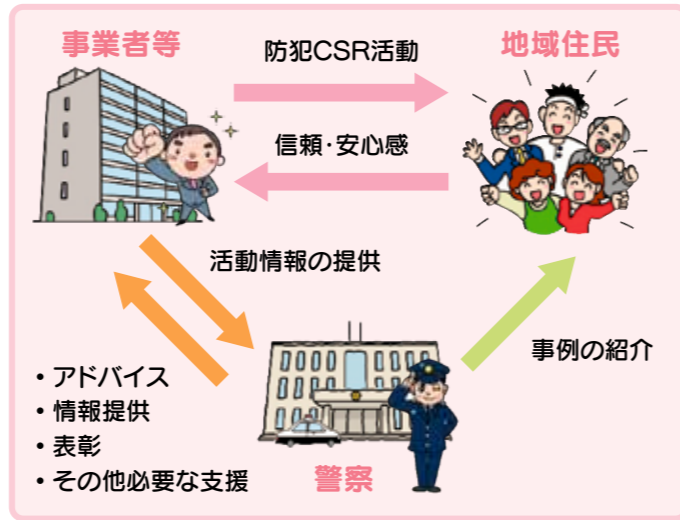 事業者等
防犯CSR活動
地域住民
信頼・安心感
活動情報の提供
事例の紹介
・アドバイス
・情報提供
・表彰
・その他必要な支援
警察